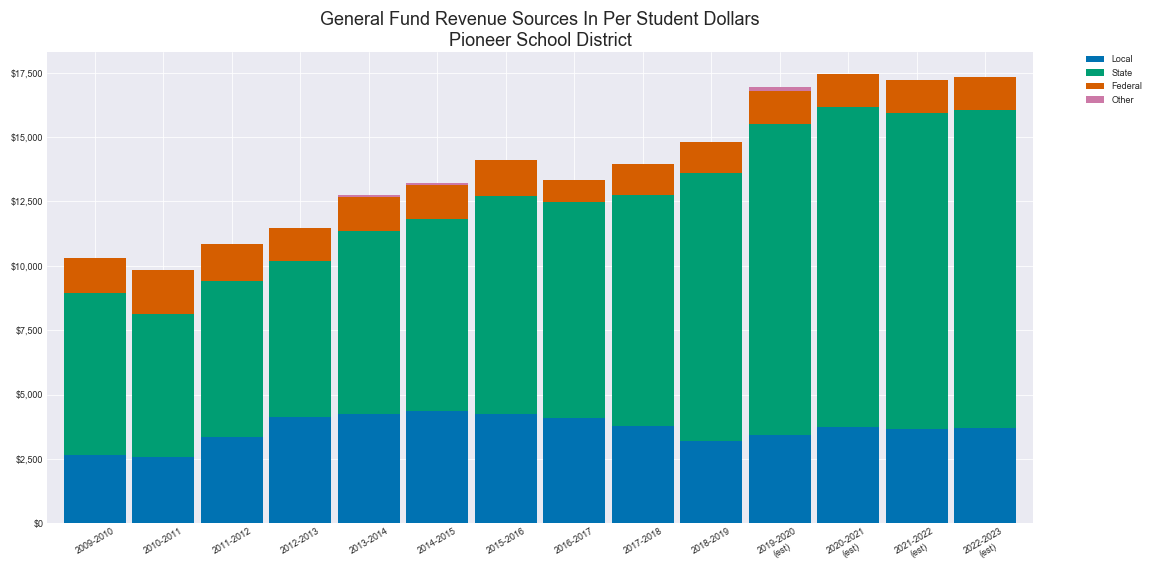 General Fund Revenue Sources In Per Student Dollars
Pioneer School District
Local
State
Federal
Other
$17,500
$15,000
$12,500
$10,000
$7,500
$5,000
$2,500
$0
2009-2010
2010-2011
2011-2012
2012-2013
2013-2014
2014-2015
2015-2016
2016-2017
2017-2018
2018-2019
2019-2020
(est)
2020-2021
(est)
2021-2022
(est)
2022-2023
(est)